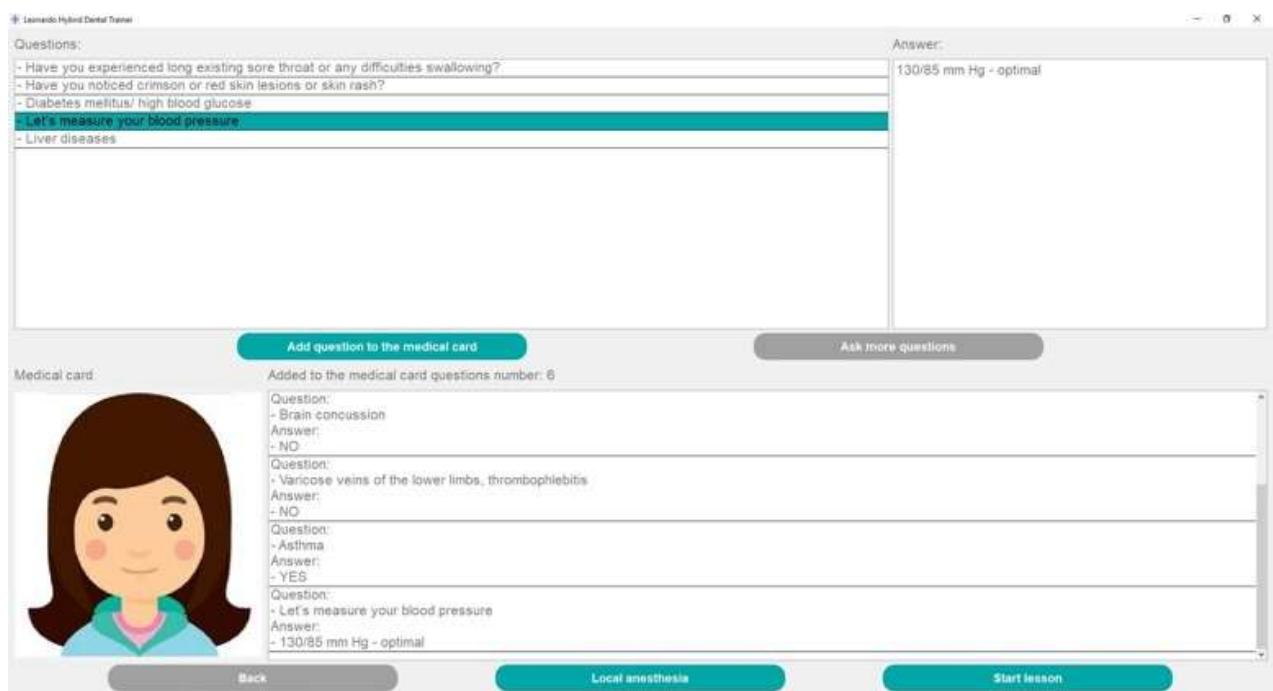 Leonardo Hybrid Dental Trainer
Questions:
- Have you experienced long existing sore throat or any difficulties swallowing?
- Have you noticed crimson or red skin lesions or skin rash?
- Diabetes mellitus/ high blood glucose
- Let's measure your blood pressure
- Liver diseases
Answer:
130/85 mm Hg - optimal
Add question to the medical card
Ask more questions
Medical card
Added to the medical card questions number: 6
Question:
- Brain concussion
Answer:
- NO
Question:
- Varicose veins of the lower limbs, thrombophlebitis
Answer:
- NO
Question:
- Asthma
Answer:
- YES
Question:
- Let's measure your blood pressure
Answer:
- 130/85 mm Hg - optimal
Back
Local anesthesia
Start lesson